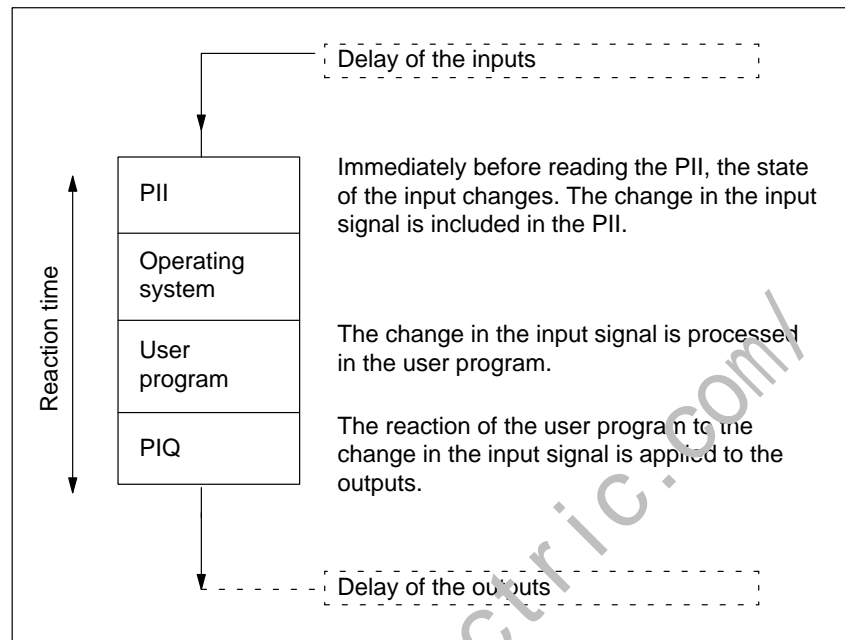 Delay of the inputs
Reaction time
PII
Immediately before reading the PII, the state
of the input changes. The change in the input
signal is included in the PII.
Operating
system
User
program
The change in the input signal is processed
in the user program.
PIQ
The reaction of the user program to the
change in the input signal is applied to the
outputs.
Delay of the outputs
ctric.com/